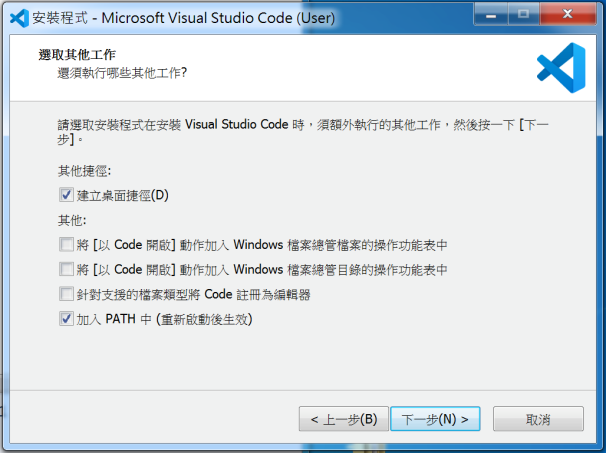 安裝程式 - Microsoft Visual Studio Code (User)
選取其他工作
還須執行哪些其他工作?
請選取安裝程式在安裝 Visual Studio Code 時，須額外執行的其他工作，然後按一下 [下一
步]。
其他捷徑:
建立桌面捷徑(D)
其他:
將 [以 Code 開啟] 動作加入 Windows 檔案總管檔案的操作功能表中
將 [以 Code 開啟] 動作加入 Windows 檔案總管目錄的操作功能表中
針對支援的檔案類型將 Code 註冊為編輯器
加入 PATH 中 (重新啟動後生效)
< 上一步(B) 下一步(N) > 取消